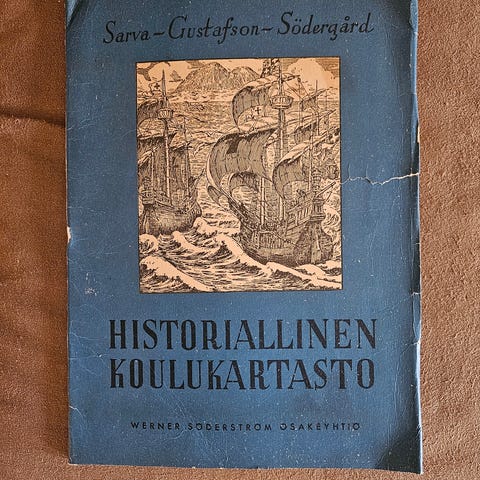 Sarva – Gustafson – Södergård
HISTORIALLINEN
KOULUKARTASTO
WERNER SÖDERSTRÖM OSAKEYHTIÖ